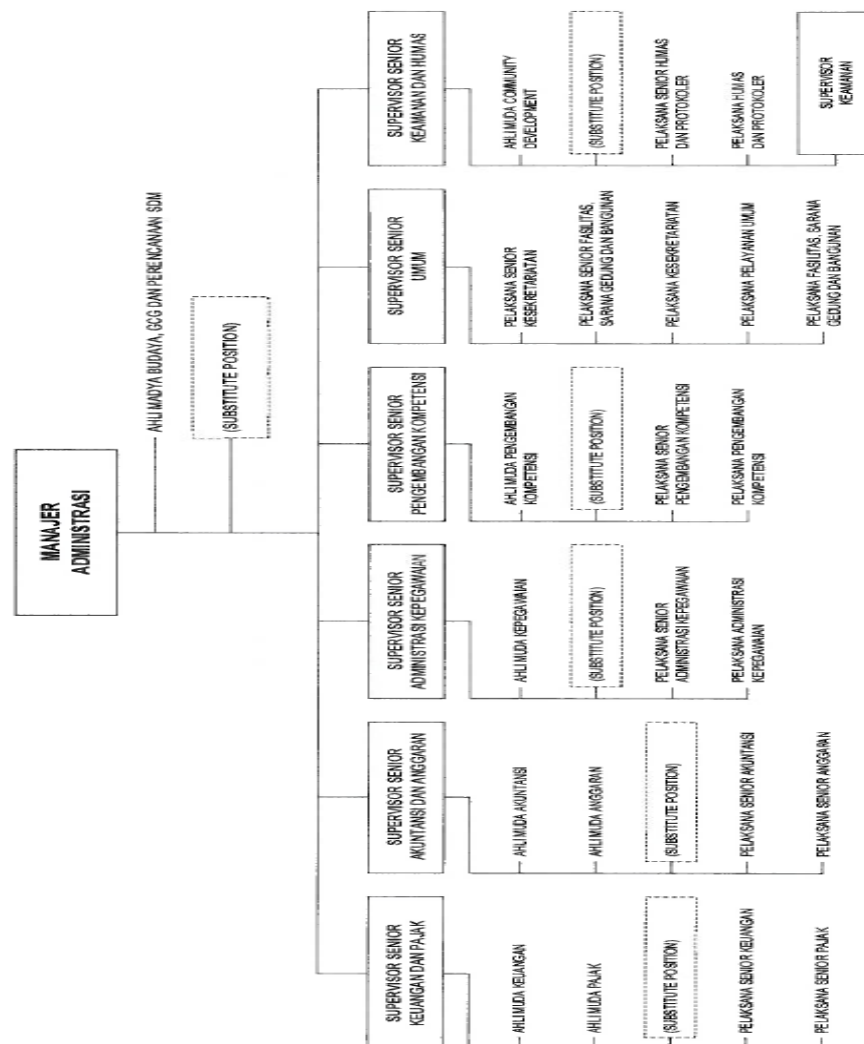 MANAJER
ADMINISTRASI
AHLI MADYA BUDAYA, GCG DAN PERENCANAAN SDM
(SUBSTITUTE POSITION)
SUPERVISOR SENIOR
KEUANGAN DAN PAJAK
AHLI MUDA KEUANGAN
AHLI MUDA PAJAK
(SUBSTITUTE POSITION)
PELAKSANA SENIOR KEUANGAN
PELAKSANA SENIOR PAJAK
SUPERVISOR SENIOR
AKUNTANSI DAN ANGGARAN
AHLI MUDA AKUNTANSI
AHLI MUDA ANGGARAN
(SUBSTITUTE POSITION)
PELAKSANA SENIOR AKUNTANSI
PELAKSANA SENIOR ANGGARAN
SUPERVISOR SENIOR
ADMINISTRASI KEPEGAWAIAN
AHLI MUDA KEPEGAWAIAN
(SUBSTITUTE POSITION)
PELAKSANA SENIOR
ADMINISTRASI KEPEGAWAIAN
PELAKSANA ADMINISTRASI
KEPEGAWAIAN
SUPERVISOR SENIOR
PENGEMBANGAN KOMPETENSI
AHLI MUDA PENGEMBANGAN
KOMPETENSI
(SUBSTITUTE POSITION)
PELAKSANA SENIOR
PENGEMBANGAN KOMPETENSI
PELAKSANA PENGEMBANGAN
KOMPETENSI
SUPERVISOR SENIOR
UMUM
PELAKSANA SENIOR
KESEKRETARIATAN
PELAKSANA SENIOR FASILITAS,
SARANA GEDUNG DAN BANGUNAN
PELAKSANA KESEKRETARIATAN
PELAKSANA PELAYANAN UMUM
PELAKSANA FASILITAS, SARANA
GEDUNG DAN BANGUNAN
SUPERVISOR SENIOR
KEAMANAN DAN HUMAS
AHLI MUDA COMMUNITY
DEVELOPMENT
(SUBSTITUTE POSITION)
PELAKSANA SENIOR HUMAS
DAN PROTOKOLER
PELAKSANA HUMAS
DAN PROTOKOLER
SUPERVISOR
KEAMANAN